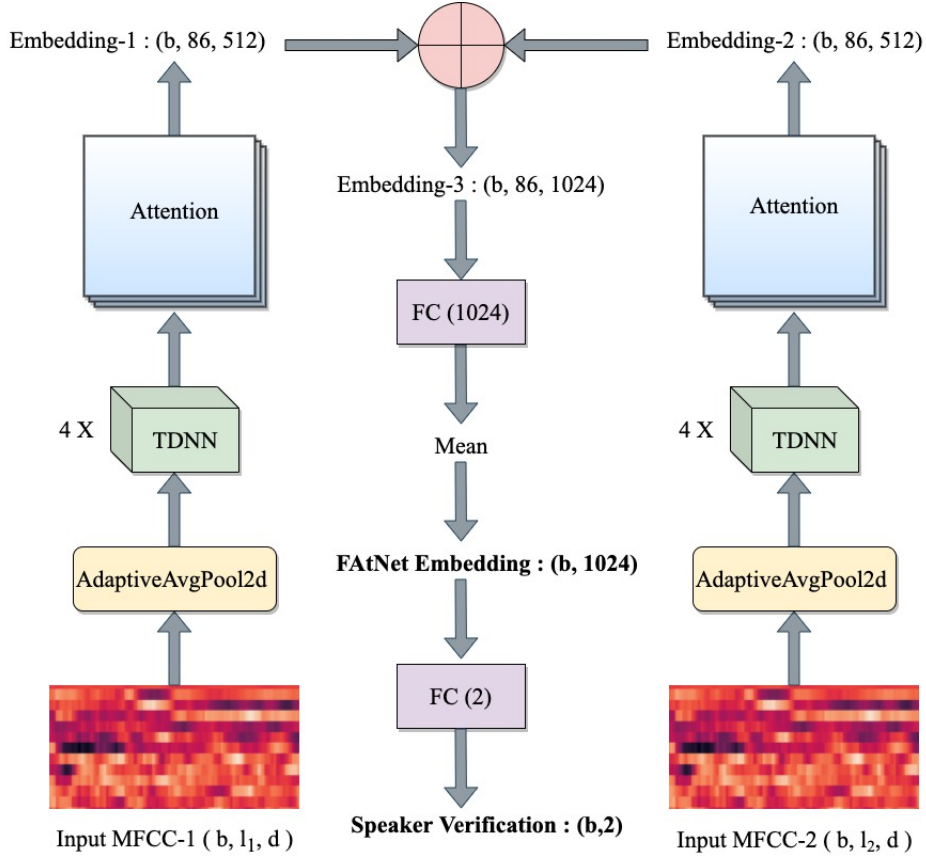 Embedding-1 : (b, 86, 512)
Embedding-2 : (b, 86, 512)
Attention
Embedding-3 : (b, 86, 1024)
Attention
FC (1024)
4 X
TDNN
4 X
TDNN
Mean
AdaptiveAvgPool2d
FAtNet Embedding : (b, 1024)
AdaptiveAvgPool2d
FC (2)
Input MFCC-1 ( b, l₁, d )
Speaker Verification : (b,2)
Input MFCC-2 ( b, l₂, d )